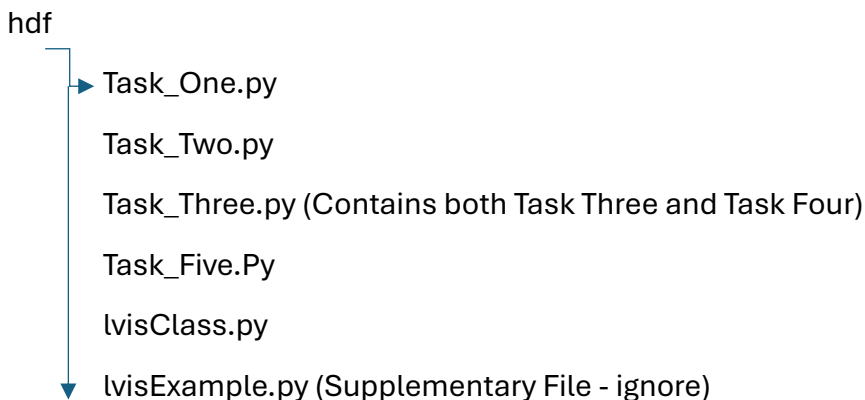 hdf
Task_One.py
Task_Two.py
Task_Three.py (Contains both Task Three and Task Four)
Task_Five.Py
lvisClass.py
lvisExample.py (Supplementary File - ignore)